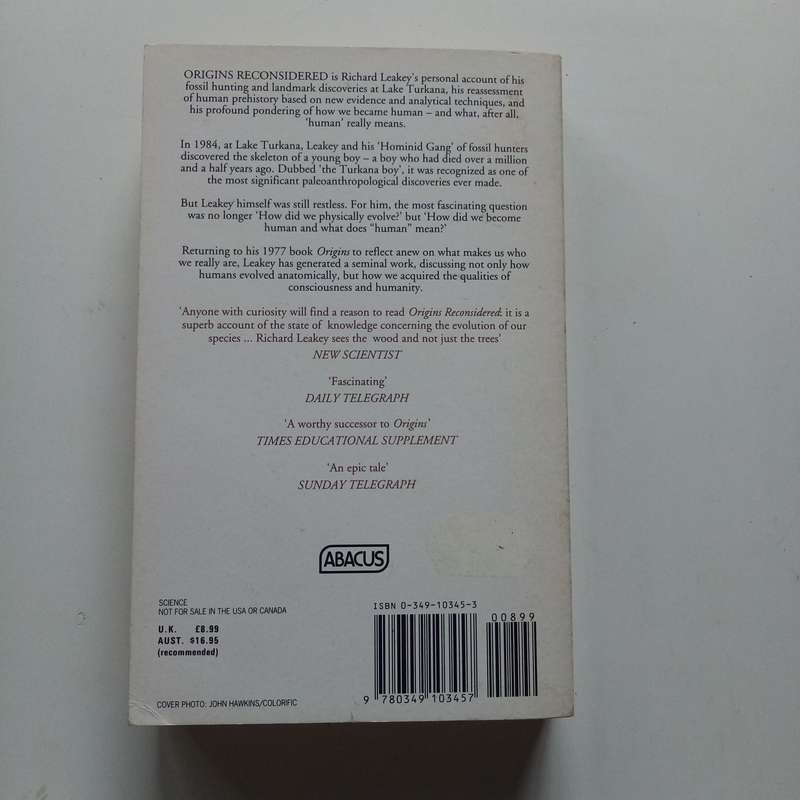 ORIGINS RECONSIDERED is Richard Leakey's personal account of his
fossil hunting and landmark discoveries at Lake Turkana, his reassessment
of human prehistory based on new evidence and analytical techniques, and
his profound pondering of how we became human – and what, after all,
'human' really means.
In 1984, at Lake Turkana, Leakey and his 'Hominid Gang' of fossil hunters
discovered the skeleton of a young boy – a boy who had died over a million
and a half years ago. Dubbed 'the Turkana boy', it was recognized as one of
the most significant paleoanthropological discoveries ever made.
But Leakey himself was still restless. For him, the most fascinating question
was no longer 'How did we physically evolve?' but 'How did we become
human and what does "human" mean?'
Returning to his 1977 book Origins to reflect anew on what makes us who
we really are, Leakey has generated a seminal work, discussing not only how
humans evolved anatomically, but how we acquired the qualities of
consciousness and humanity.
'Anyone with curiosity will find a reason to read Origins Reconsidered: it is a
superb account of the state of knowledge concerning the evolution of our
species ... Richard Leakey sees the wood and not just the trees'
NEW SCIENTIST
'Fascinating'
DAILY TELEGRAPH
'A worthy successor to Origins'
TIMES EDUCATIONAL SUPPLEMENT
'An epic tale'
SUNDAY TELEGRAPH
ABACUS
SCIENCE
NOT FOR SALE IN THE USA OR CANADA
U.K. £8.99
AUST. $16.95
(recommended)
COVER PHOTO: JOHN HAWKINS/COLORIFIC
ISBN 0-349-10345-3
00899
9 780349 103457